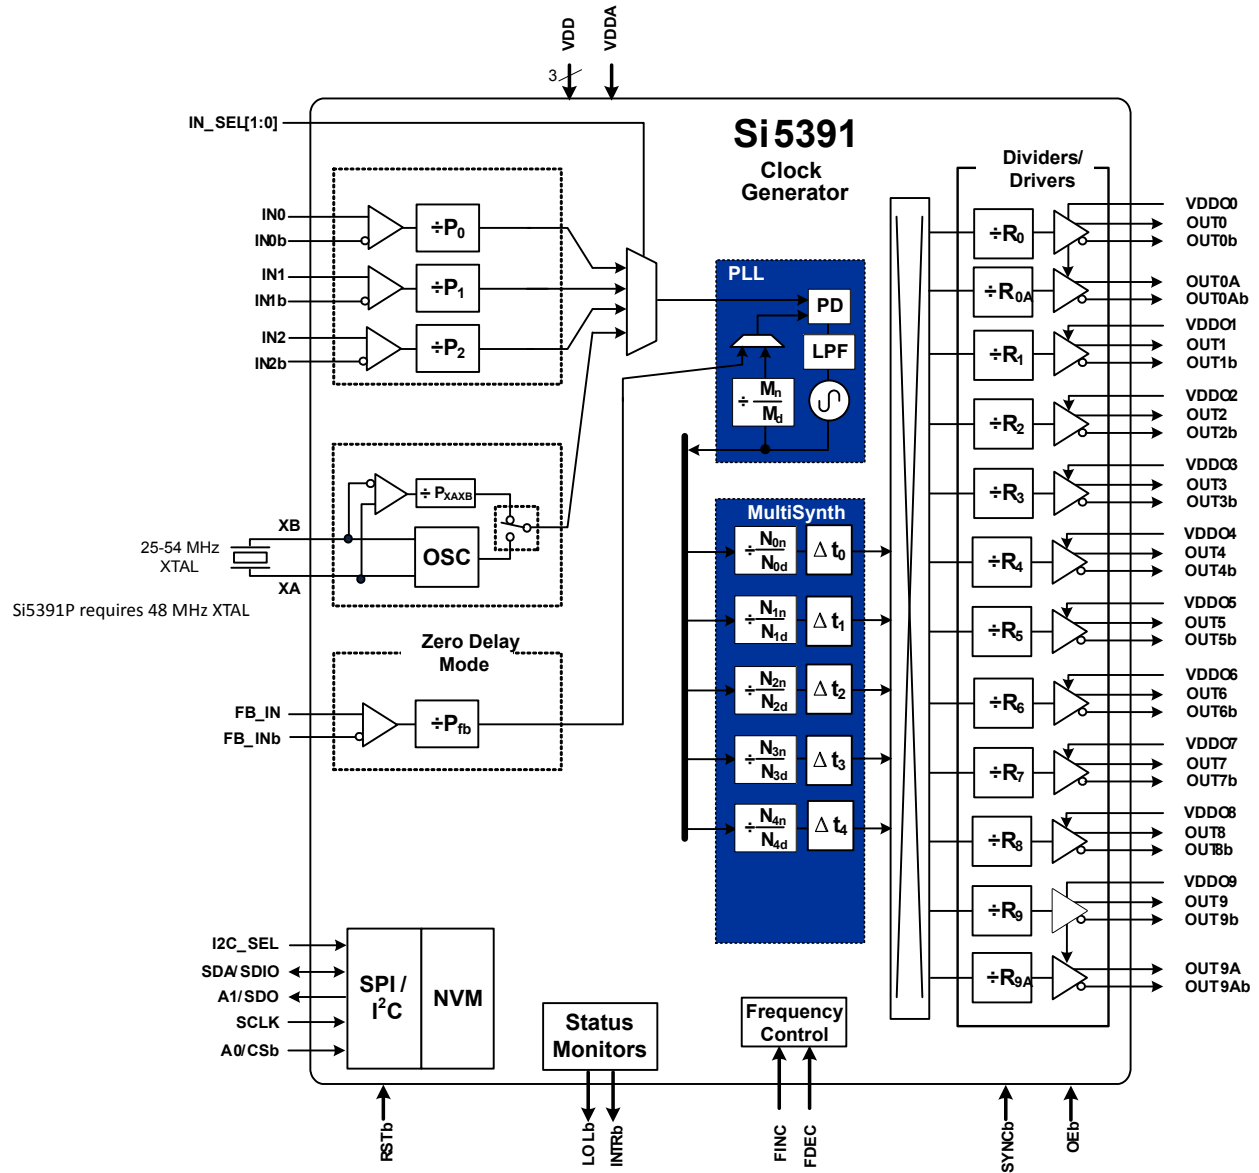 VDD
VDDA
3
IN_SEL[1:0]
Si5391
Clock
Generator
Dividers/
Drivers
IN0
IN0b
÷P0
IN1
IN1b
÷P1
IN2
IN2b
÷P2
PLL
PD
LPF
÷ Mn
Md
XB
25-54 MHz
XTAL
XA
Si5391P requires 48 MHz XTAL
÷ PXAXB
OSC
Zero Delay
Mode
FB_IN
FB_INb
÷Pfb
MultiSynth
÷N0n
N0d
Δ t0
÷N1n
N1d
Δ t1
÷N2n
N2d
Δ t2
÷N3n
N3d
Δ t3
÷N4n
N4d
Δ t4
÷R0
VDDO0
OUT0
OUT0b
÷R0A
OUT0A
OUT0Ab
÷R1
VDDO1
OUT1
OUT1b
÷R2
VDDO2
OUT2
OUT2b
÷R3
VDDO3
OUT3
OUT3b
÷R4
VDDO4
OUT4
OUT4b
÷R5
VDDO5
OUT5
OUT5b
÷R6
VDDO6
OUT6
OUT6b
÷R7
VDDO7
OUT7
OUT7b
÷R8
VDDO8
OUT8
OUT8b
÷R9
VDDO9
OUT9
OUT9b
÷R9A
OUT9A
OUT9Ab
I2C_SEL
SDA/SDIO
A1/SDO
SCLK
A0/CSb
SPI /
I²C
NVM
Status
Monitors
Frequency
Control
RSTb
LOLb
INTRb
FINC
FDEC
SYNCb
OEb